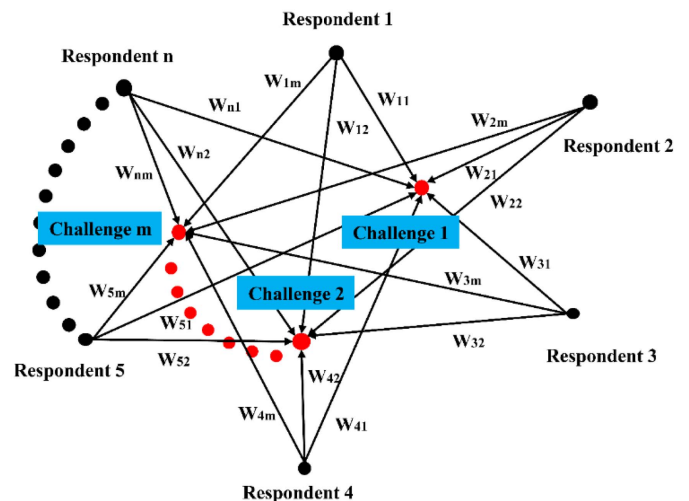 Respondent 1
Respondent n
W1m
W11
Wn1
W12
W2m
Respondent 2
Wn2
Wnm
W21
W22
Challenge m
Challenge 1
W31
W3m
W5m
Challenge 2
W51
W32
Respondent 3
Respondent 5
W52
W42
W4m
W41
Respondent 4